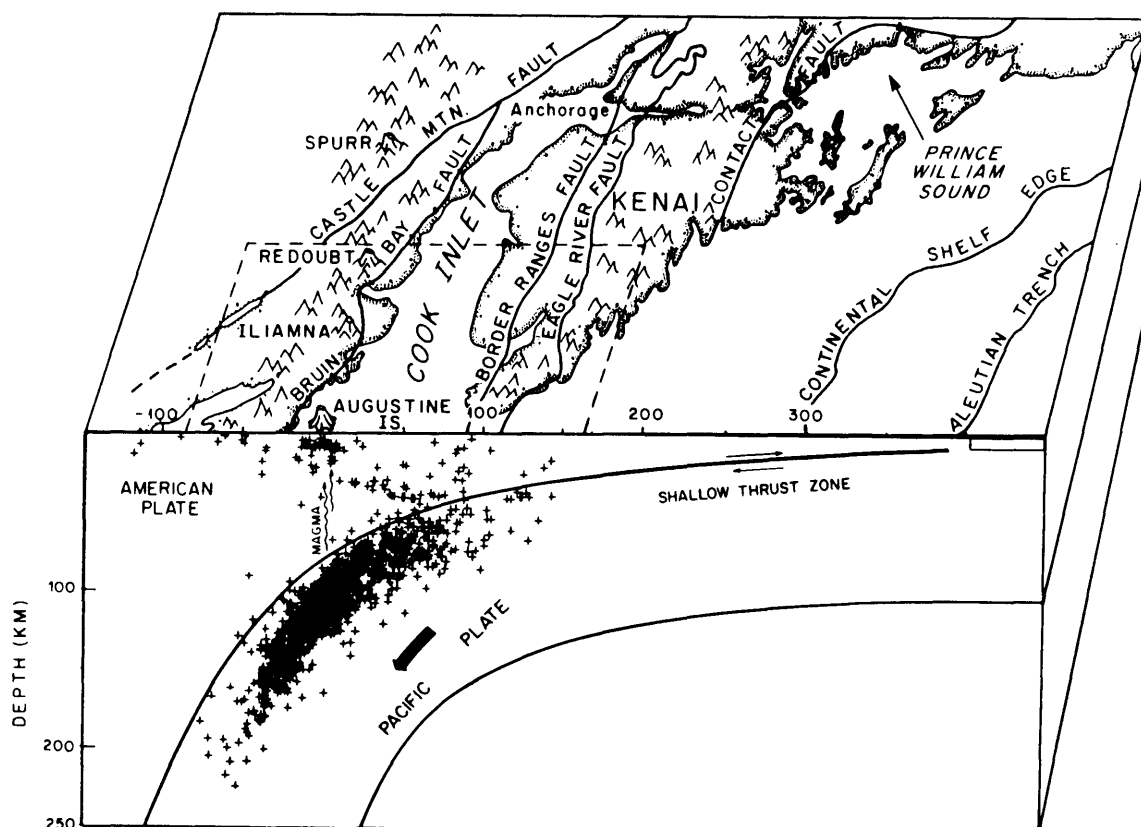 SPURR
CASTLE MTN. FAULT
Anchorage
BAY FAULT
COOK INLET
BORDER RANGES FAULT
EAGLE RIVER FAULT
KENAI
CONTACT FAULT
PRINCE
WILLIAM
SOUND
REDOUBT
ILIAMNA
BRUIN
AUGUSTINE
IS
CONTINENTAL SHELF EDGE
ALEUTIAN TRENCH
-100
100
200
300
AMERICAN
PLATE
MAGMA
SHALLOW THRUST ZONE
PACIFIC PLATE
DEPTH (KM)
100
200
250